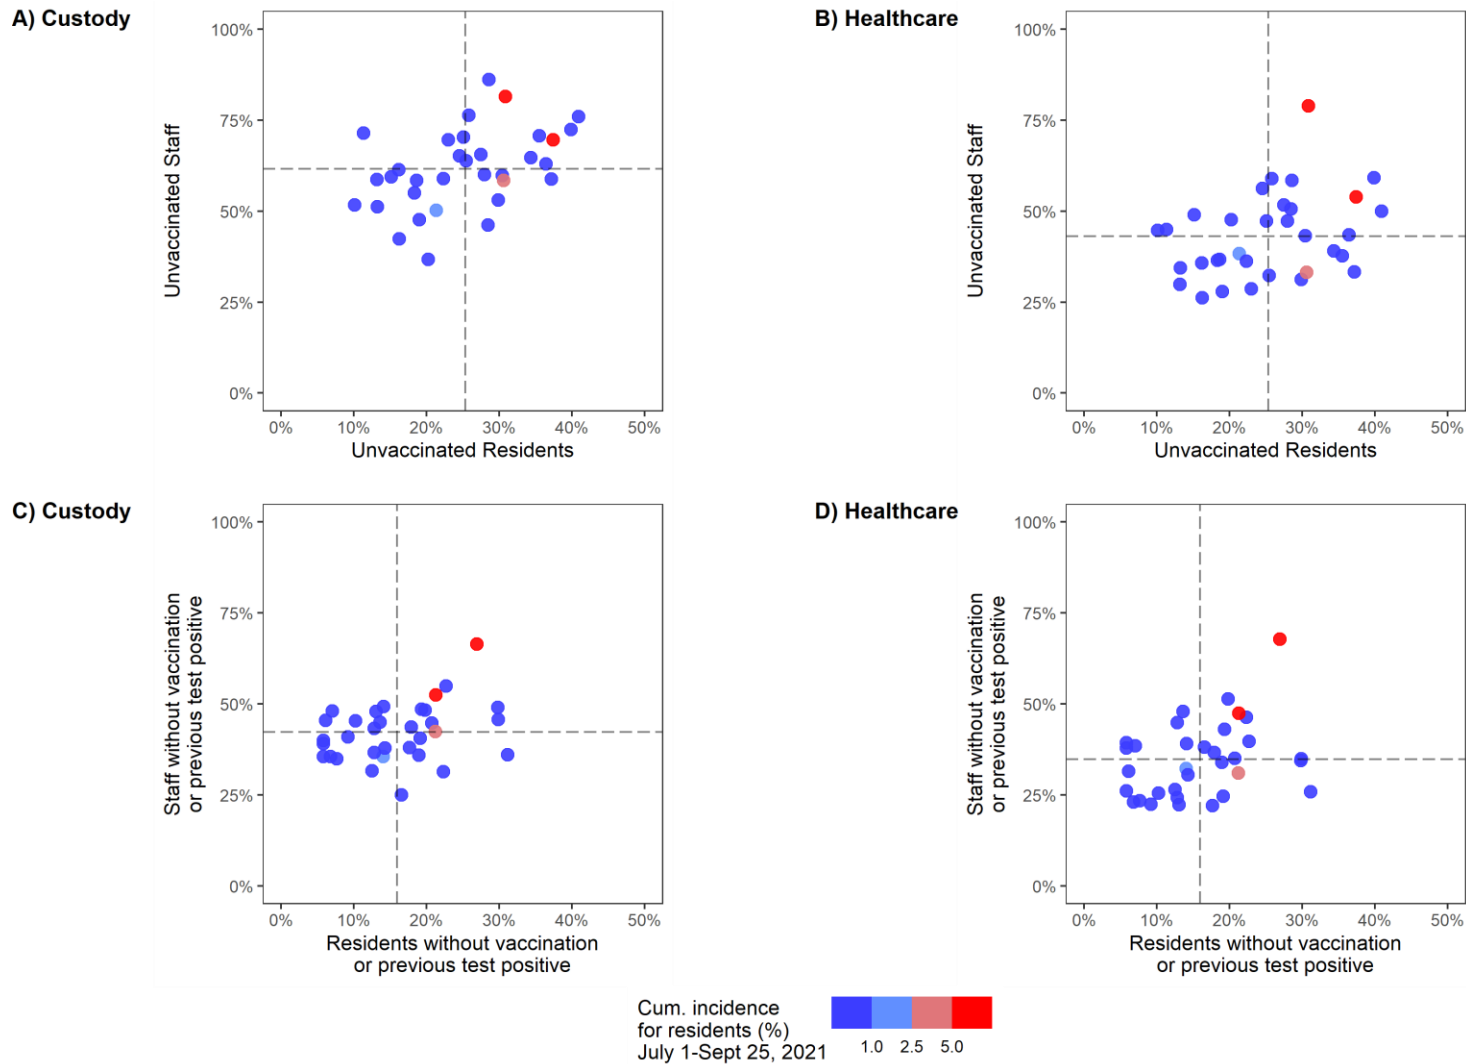 A) Custody
100%
75%
50%
25%
0%
Unvaccinated Staff
0% 10% 20% 30% 40% 50%
Unvaccinated Residents
B) Healthcare
100%
75%
50%
25%
0%
Unvaccinated Staff
0% 10% 20% 30% 40% 50%
Unvaccinated Residents
C) Custody
100%
75%
50%
25%
0%
Staff without vaccination
or previous test positive
0% 10% 20% 30% 40% 50%
Residents without vaccination
or previous test positive
D) Healthcare
100%
75%
50%
25%
0%
Staff without vaccination
or previous test positive
0% 10% 20% 30% 40% 50%
Residents without vaccination
or previous test positive
Cum. incidence
for residents (%)
July 1-Sept 25, 2021
1.0 2.5 5.0